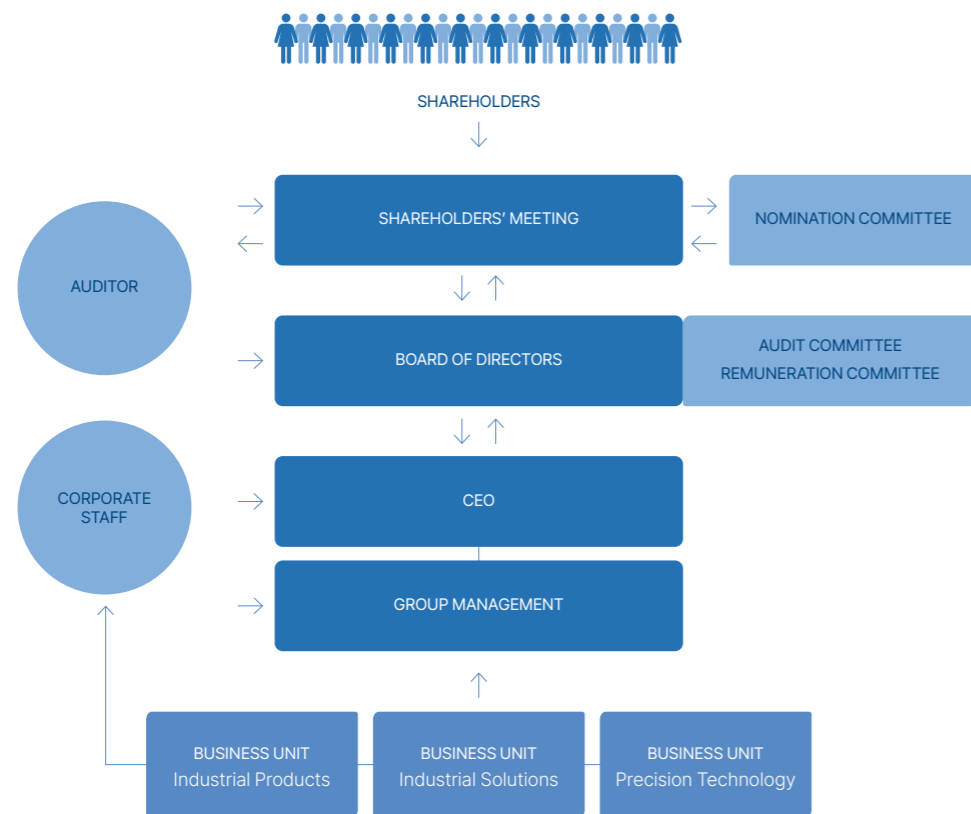 SHAREHOLDERS
SHAREHOLDERS’ MEETING
NOMINATION COMMITTEE
AUDITOR
BOARD OF DIRECTORS
AUDIT COMMITTEE
REMUNERATION COMMITTEE
CORPORATE
STAFF
CEO
GROUP MANAGEMENT
BUSINESS UNIT
Industrial Products
BUSINESS UNIT
Industrial Solutions
BUSINESS UNIT
Precision Technology